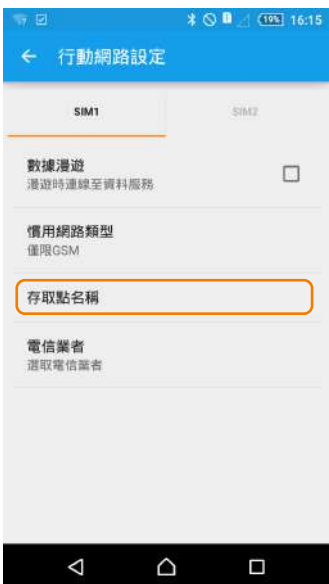 19% 16:15
行動網路設定
SIM1 SIM2
數據漫遊
漫遊時連線至資料服務
慣用網路類型
僅限GSM
存取點名稱
電信業者
選取電信業者